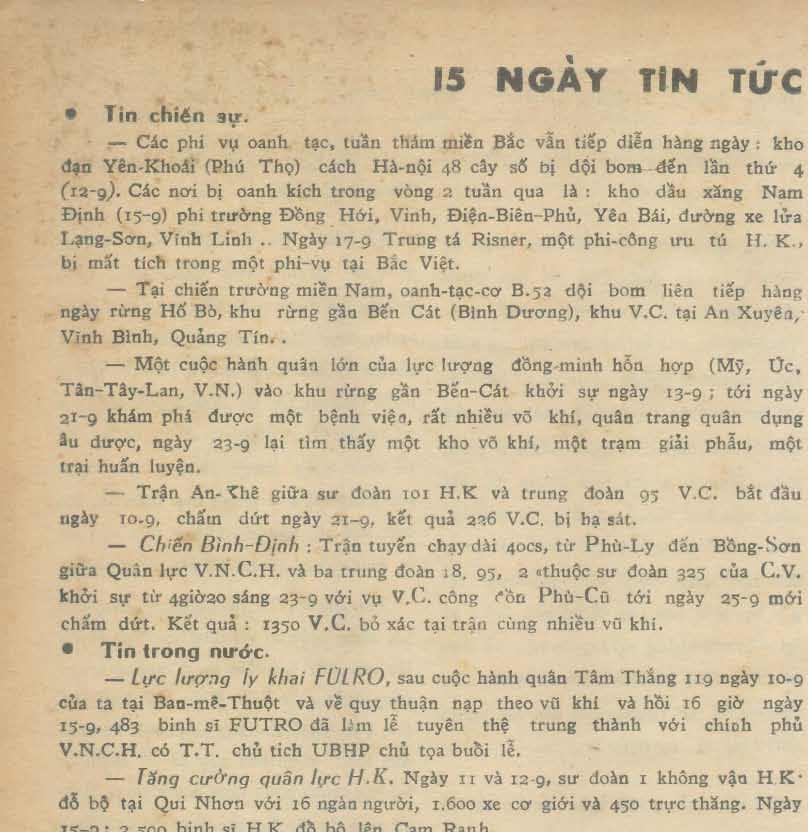 15 NGÀY TIN TỨC
• Tin chiến sự.
— Các phi vụ oanh tạc, tuần thám miền Bắc vẫn tiếp diễn hàng ngày : kho
đạn Yên-Khoái (Phú Thọ) cách Hà-nội 48 cây số bị dội bom đến lần thứ 4
(12-9). Các nơi bị oanh kích trong vòng 2 tuần qua là : kho dầu xăng Nam
Định (15-9) phi trường Đồng Hới, Vinh, Điện-Biên-Phủ, Yên Bái, đường xe lửa
Lạng-Sơn, Vĩnh Linh .. Ngày 17-9 Trung tá Risner, một phi-công ưu tú H. K.,
bị mất tích trong một phi-vụ tại Bắc Việt.
— Tại chiến trường miền Nam, oanh-tạc-cơ B.52 dội bom liên tiếp hàng
ngày rừng Hố Bò, khu rừng gần Bến Cát (Bình Dương), khu V.C. tại An Xuyên,
Vĩnh Bình, Quảng Tín. .
— Một cuộc hành quân lớn của lực lượng đồng-minh hỗn hợp (Mỹ, Úc,
Tân-Tây-Lan, V.N.) vào khu rừng gần Bến-Cát khởi sự ngày 13-9 ; tới ngày
21-9 khám phá được một bệnh viện, rất nhiều võ khí, quân trang quân dụng
âu dược, ngày 23-9 lại tìm thấy một kho võ khí, một trạm giải phẫu, một
trại huấn luyện.
— Trận An-Khê giữa sư đoàn 101 H.K và trung đoàn 95 V.C. bắt đầu
ngày 10-9, chấm dứt ngày 21-9, kết quả 226 V.C. bị hạ sát.
— Chiến Bình-Định : Trận tuyến chạy dài 40cs, từ Phù-Ly đến Bồng-Sơn
giữa Quân lực V.N.C.H. và ba trung đoàn 18, 95, 2 «thuộc sư đoàn 325 của C.V.
khởi sự từ 4giờ20 sáng 23-9 với vụ V.C. công đồn Phù-Cũ tới ngày 25-9 mới
chấm dứt. Kết quả : 1350 V.C. bỏ xác tại trận cùng nhiều vũ khí.
• Tin trong nước.
— Lực lượng ly khai FULRO, sau cuộc hành quân Tâm Thắng 119 ngày 10-9
của ta tại Ban-mê-Thuột và về quy thuận nạp theo vũ khí và hồi 16 giờ ngày
15-9, 483 binh sĩ FUTRO đã làm lễ tuyên thệ trung thành với chính phủ
V.N.C.H. có T.T. chủ tich UBHP chủ tọa buổi lễ.
— Tăng cường quân lực H.K. Ngày 11 và 12-9, sư đoàn 1 không vận H K
đổ bộ tại Qui Nhơn với 16 ngàn người, 1.600 xe cơ giới và 450 trực thăng. Ngày
15-9 : 2.500 binh sĩ H.K đổ bộ lên Cam Ranh.